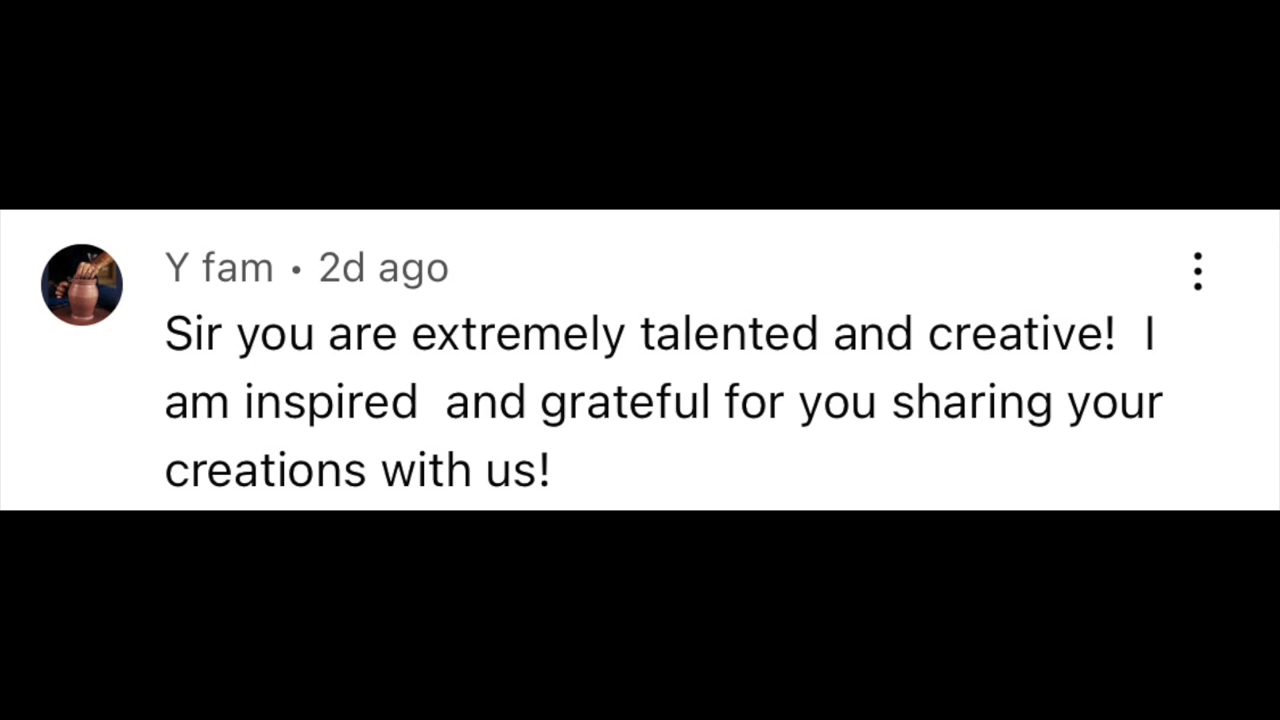 Y fam • 2d ago
Sir you are extremely talented and creative!  I
am inspired  and grateful for you sharing your
creations with us!